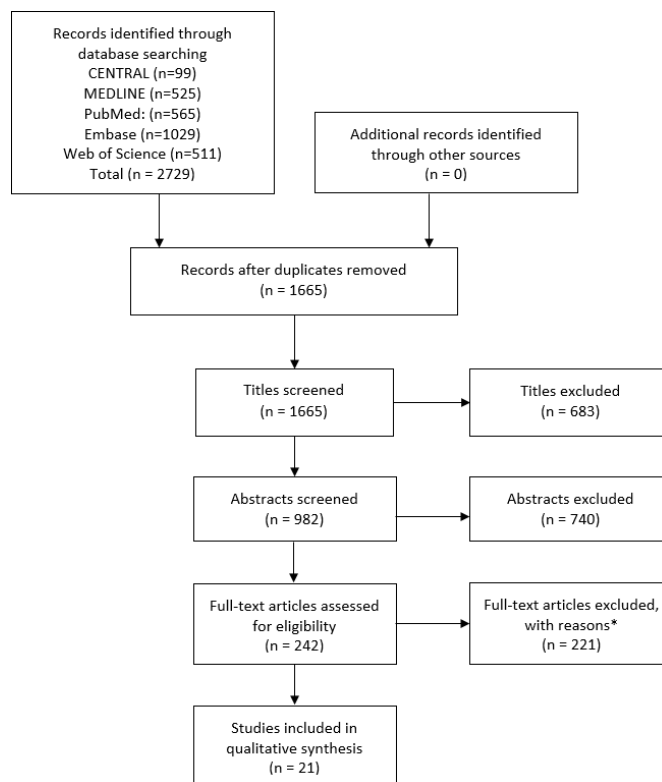 Records identified through
database searching
CENTRAL (n=99)
MEDLINE (n=525)
PubMed: (n=565)
Embase (n=1029)
Web of Science (n=511)
Total (n = 2729)
Additional records identified
through other sources
(n = 0)
Records after duplicates removed
(n = 1665)
Titles screened
(n = 1665)
Titles excluded
(n = 683)
Abstracts screened
(n = 982)
Abstracts excluded
(n = 740)
Full-text articles assessed
for eligibility
(n = 242)
Full-text articles excluded,
with reasons*
(n = 221)
Studies included in
qualitative synthesis
(n = 21)